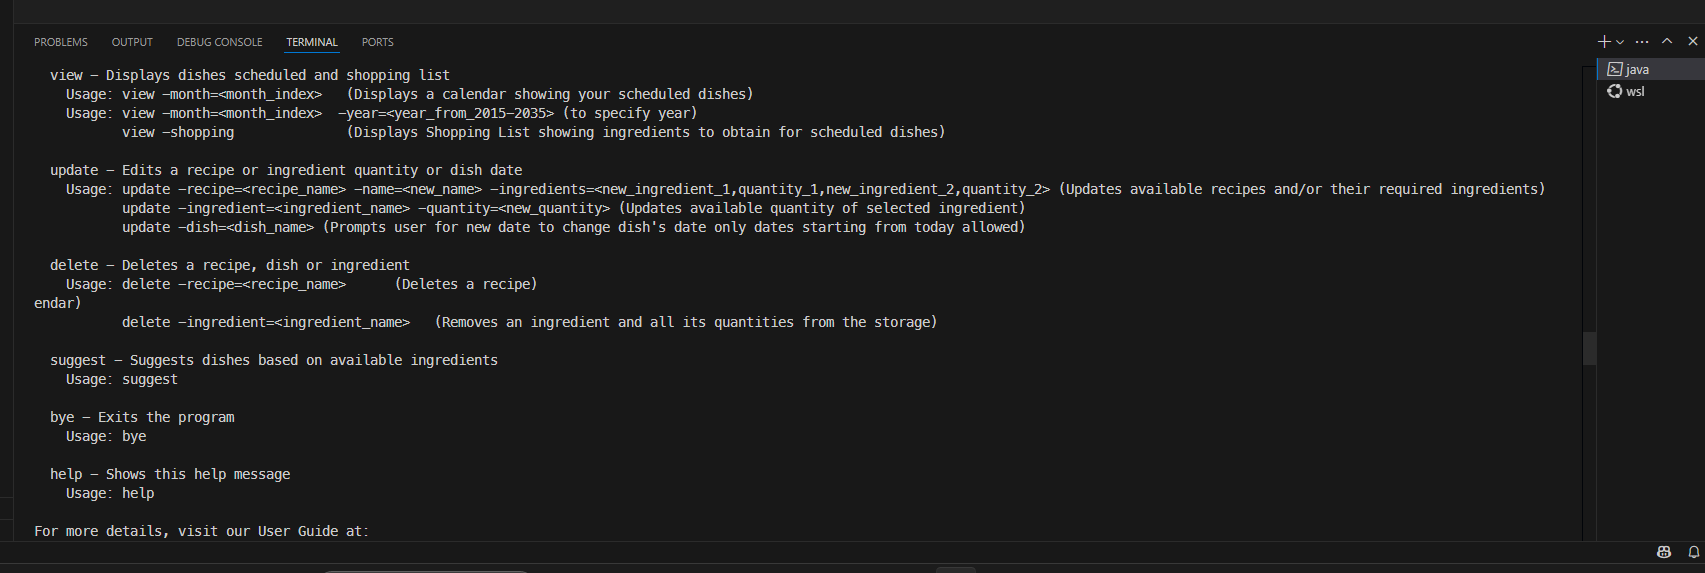 PROBLEMS OUTPUT DEBUG CONSOLE TERMINAL PORTS
java
wsl
view - Displays dishes scheduled and shopping list
Usage: view -month=<month_index> (Displays a calendar showing your scheduled dishes)
Usage: view -month=<month_index> -year=<year_from_2015-2035> (to specify year)
view -shopping (Displays Shopping List showing ingredients to obtain for scheduled dishes)
update - Edits a recipe or ingredient quantity or dish date
Usage: update -recipe=<recipe_name> -name=<new_name> -ingredients=<new_ingredient_1,quantity_1,new_ingredient_2,quantity_2> (Updates available recipes and/or their required ingredients)
update -ingredient=<ingredient_name> -quantity=<new_quantity> (Updates available quantity of selected ingredient)
update -dish=<dish_name> (Prompts user for new date to change dish's date only dates starting from today allowed)
delete - Deletes a recipe, dish or ingredient
Usage: delete -recipe=<recipe_name> (Deletes a recipe)
endar)
delete -ingredient=<ingredient_name> (Removes an ingredient and all its quantities from the storage)
suggest - Suggests dishes based on available ingredients
Usage: suggest
bye - Exits the program
Usage: bye
help - Shows this help message
Usage: help
For more details, visit our User Guide at: